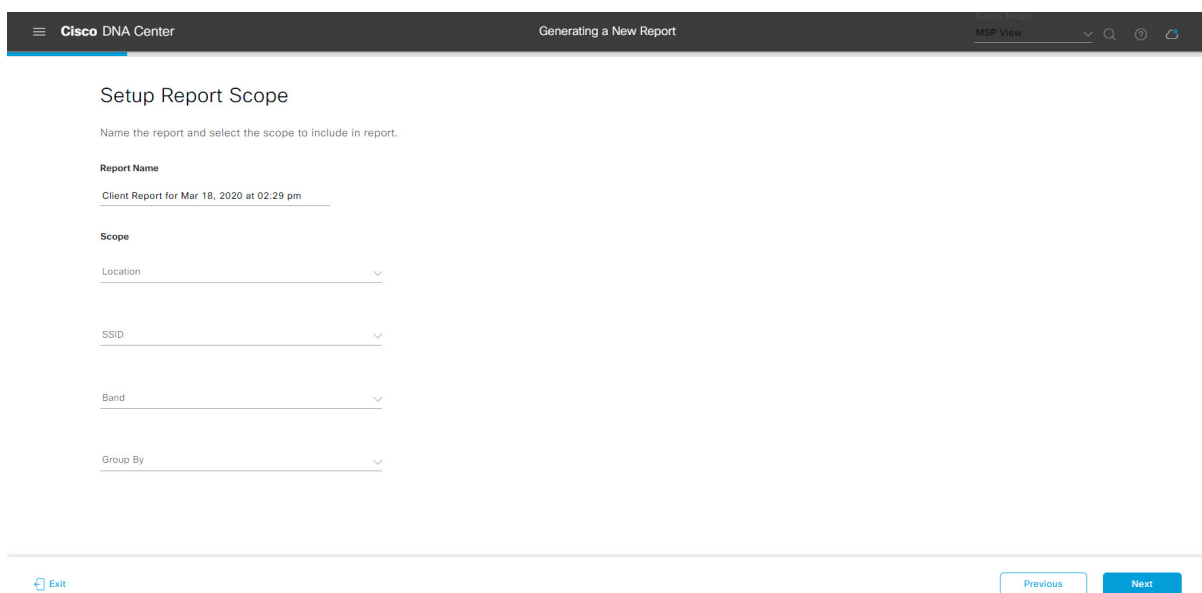 Cisco DNA Center
Generating a New Report
Switch Tenant
MSP View
Setup Report Scope
Name the report and select the scope to include in report.
Report Name
Client Report for Mar 18, 2020 at 02:29 pm
Scope
Location
SSID
Band
Group By
Exit
Previous
Next